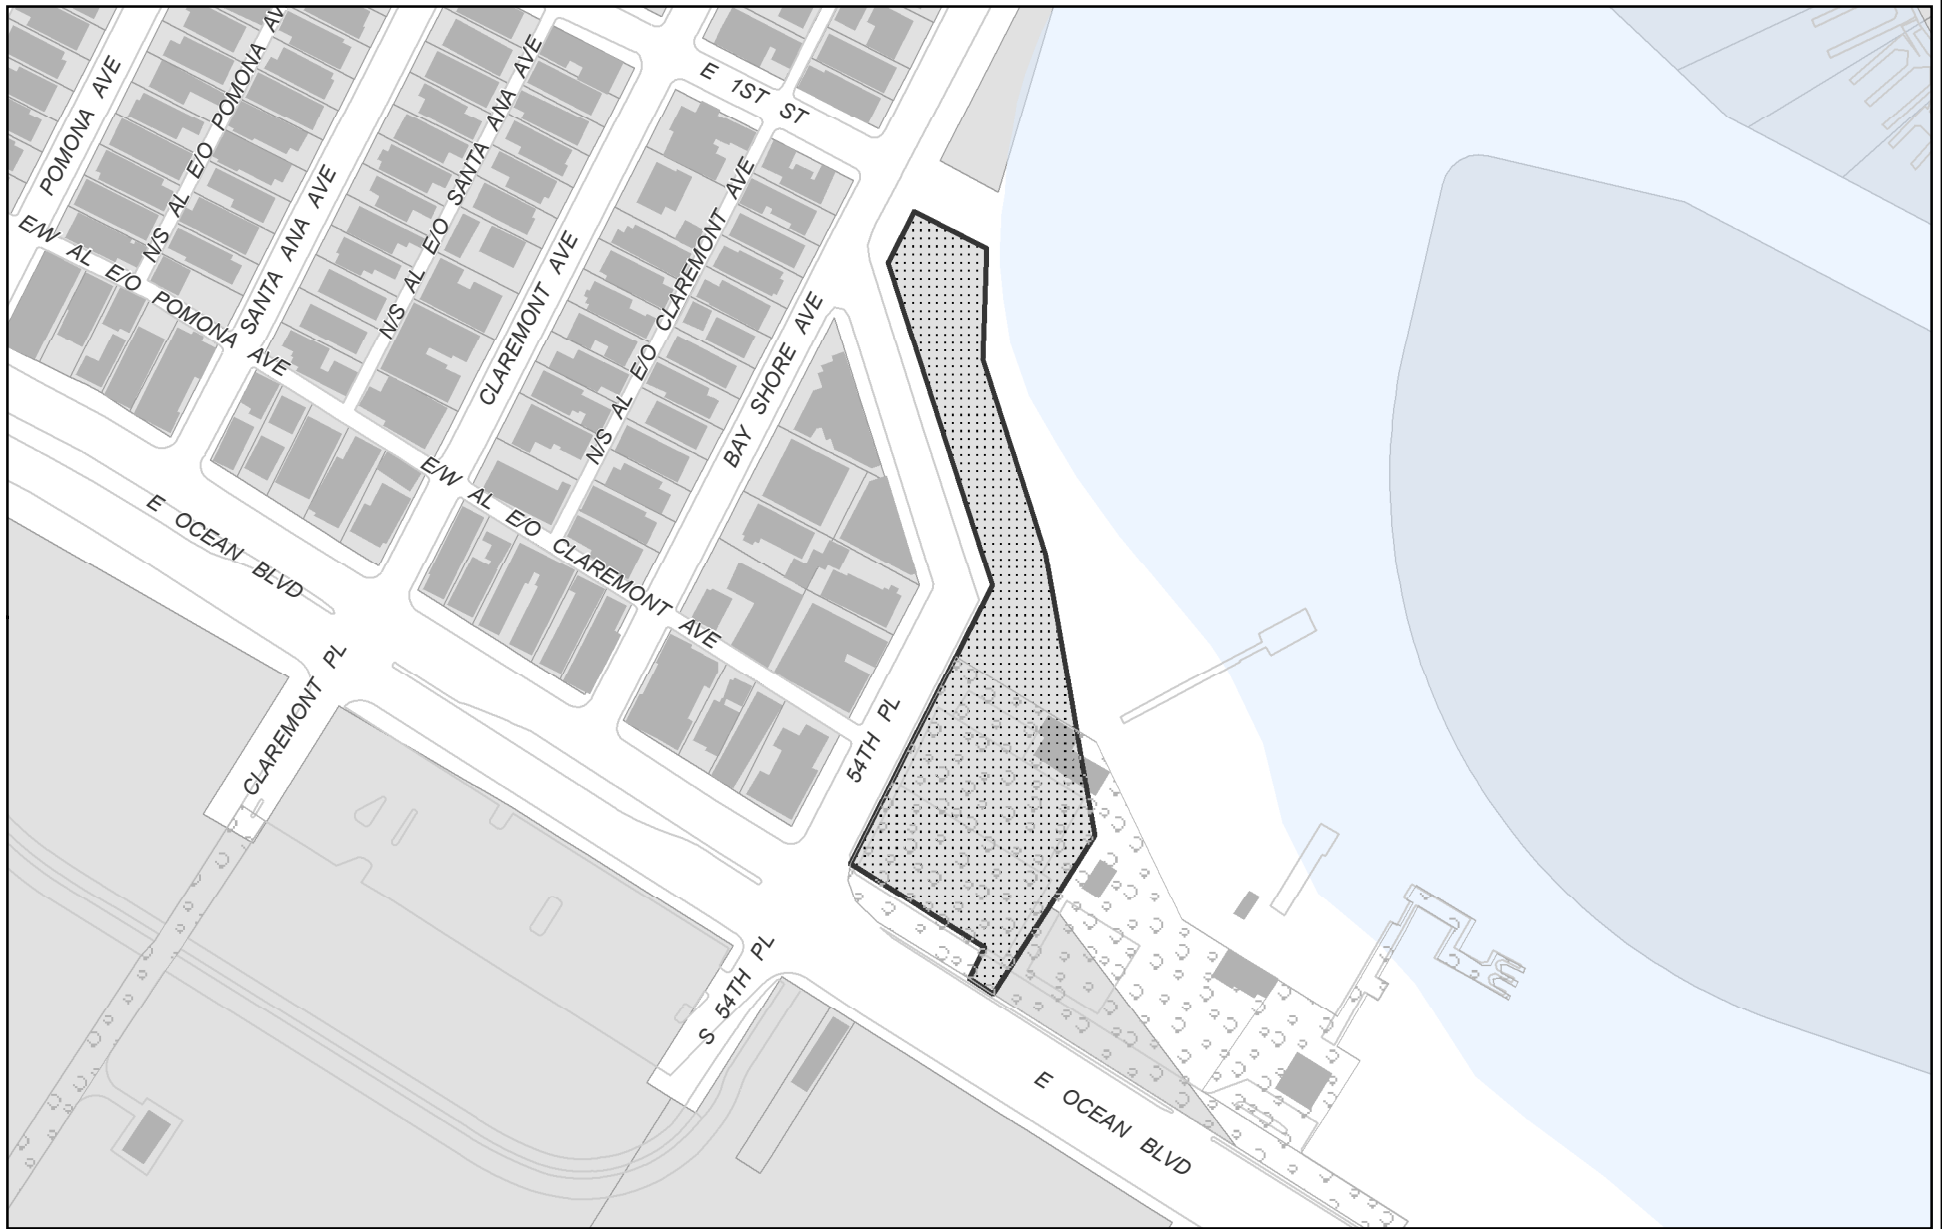 POMONA AVE
N/S AL E/O POMONA AV
N/S AL E/O SANTA ANA AVE
E 1ST ST
SANTA ANA AVE
E/W AL E/O POMONA AVE
CLAREMONT AVE
N/S AL E/O CLAREMONT AVE
BAY SHORE AVE
E/W AL E/O CLAREMONT AVE
E OCEAN BLVD
CLAREMONT PL
54TH PL
S 54TH PL
E OCEAN BLVD